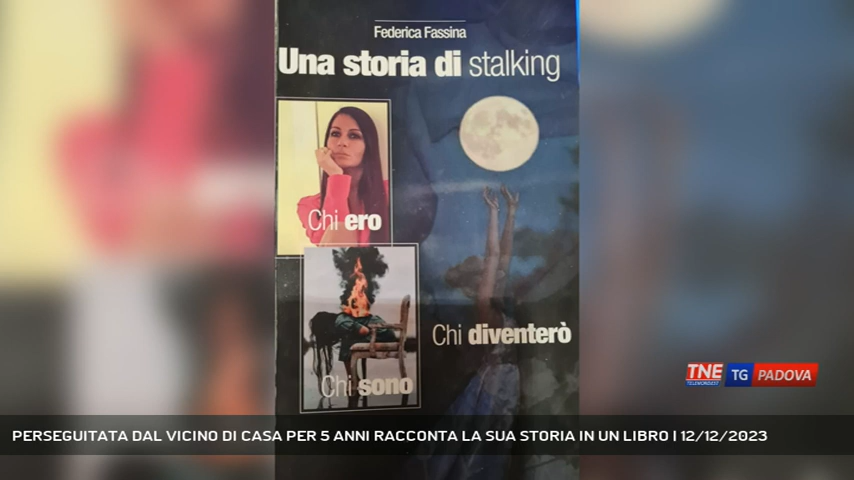 Federica Fassina
Una storia di stalking
Chi ero
Chi sono
Chi diventerò
TNE
TELENORDEST
TG
PADOVA
PERSEGUITATA DAL VICINO DI CASA PER 5 ANNI RACCONTA LA SUA STORIA IN UN LIBRO | 12/12/2023